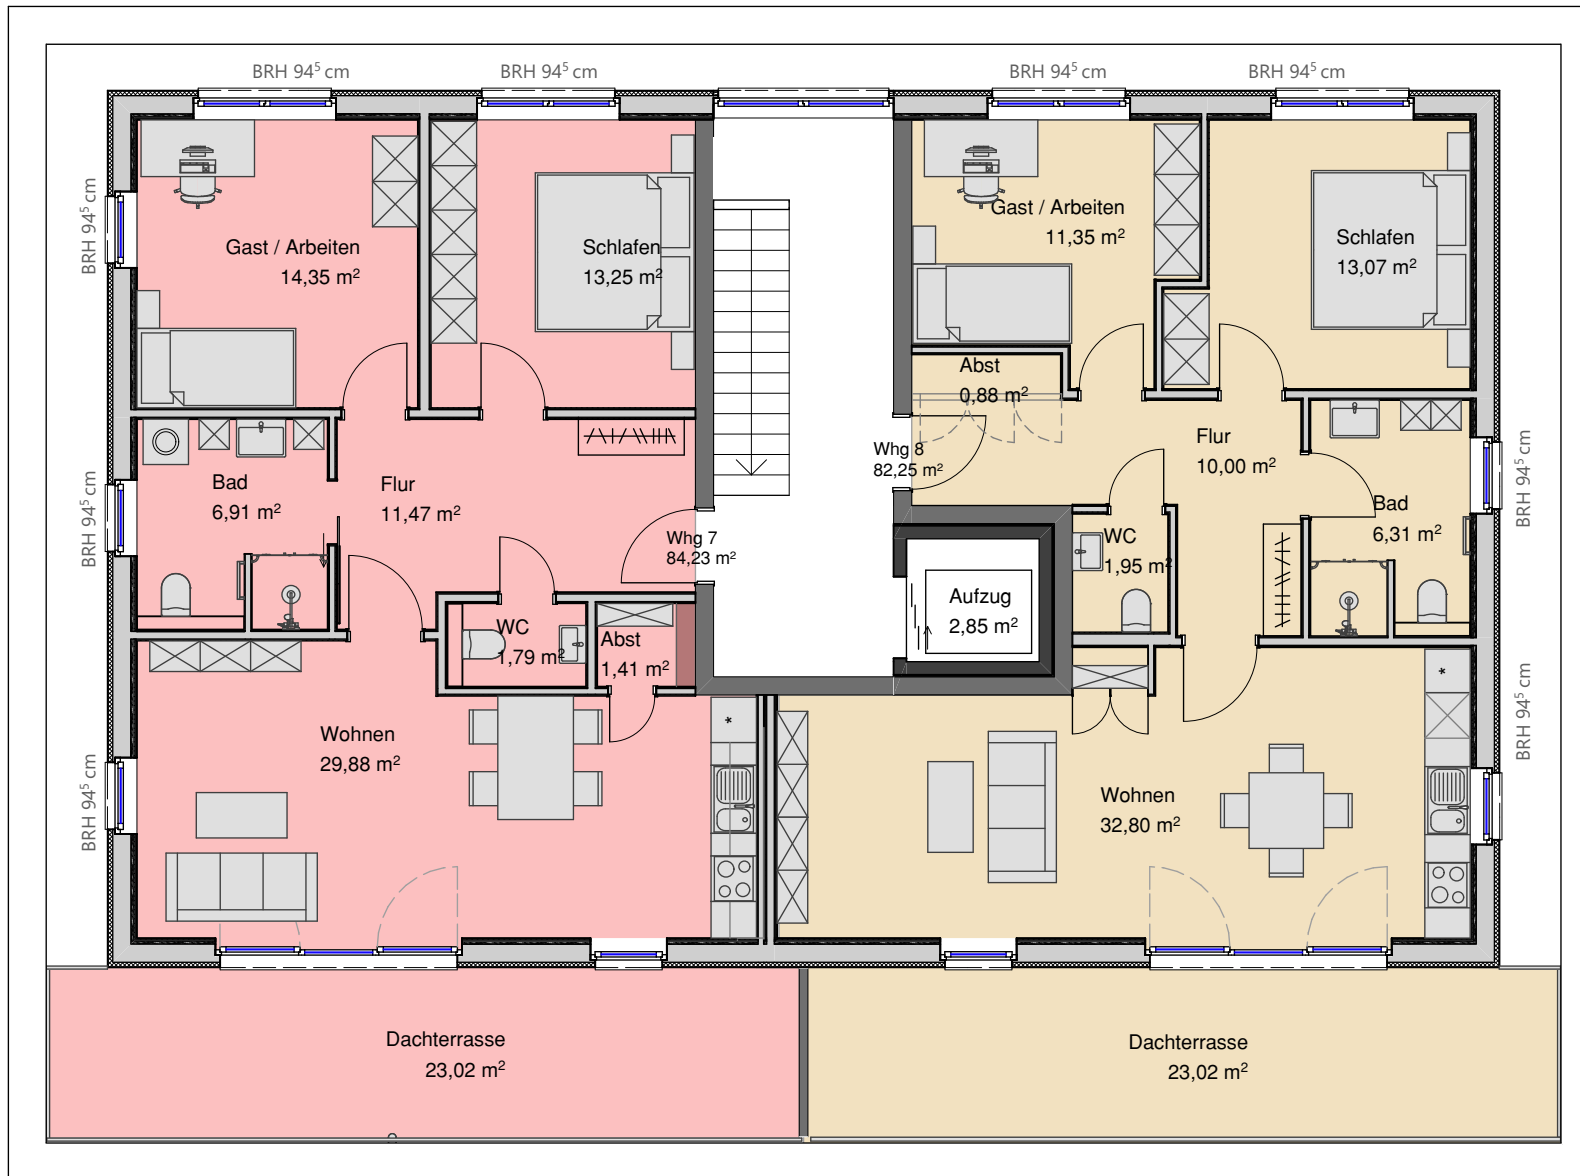 BRH 94⁵ cm
BRH 94⁵ cm
BRH 94⁵ cm
BRH 94⁵ cm
BRH 94⁵ cm
Gast / Arbeiten
14,35 m²
Schlafen
13,25 m²
Gast / Arbeiten
11,35 m²
Schlafen
13,07 m²
Abst
0,88 m²
Whg 8
82,25 m²
Flur
10,00 m²
BRH 94⁵ cm
Bad
6,91 m²
Flur
11,47 m²
Bad
6,31 m²
BRH 94⁵ cm
Whg 7
84,23 m²
WC
1,95 m²
Aufzug
2,85 m²
WC
1,79 m²
Abst
1,41 m²
*
*
BRH 94⁵ cm
Wohnen
29,88 m²
Wohnen
32,80 m²
BRH 94⁵ cm
Dachterrasse
23,02 m²
Dachterrasse
23,02 m²